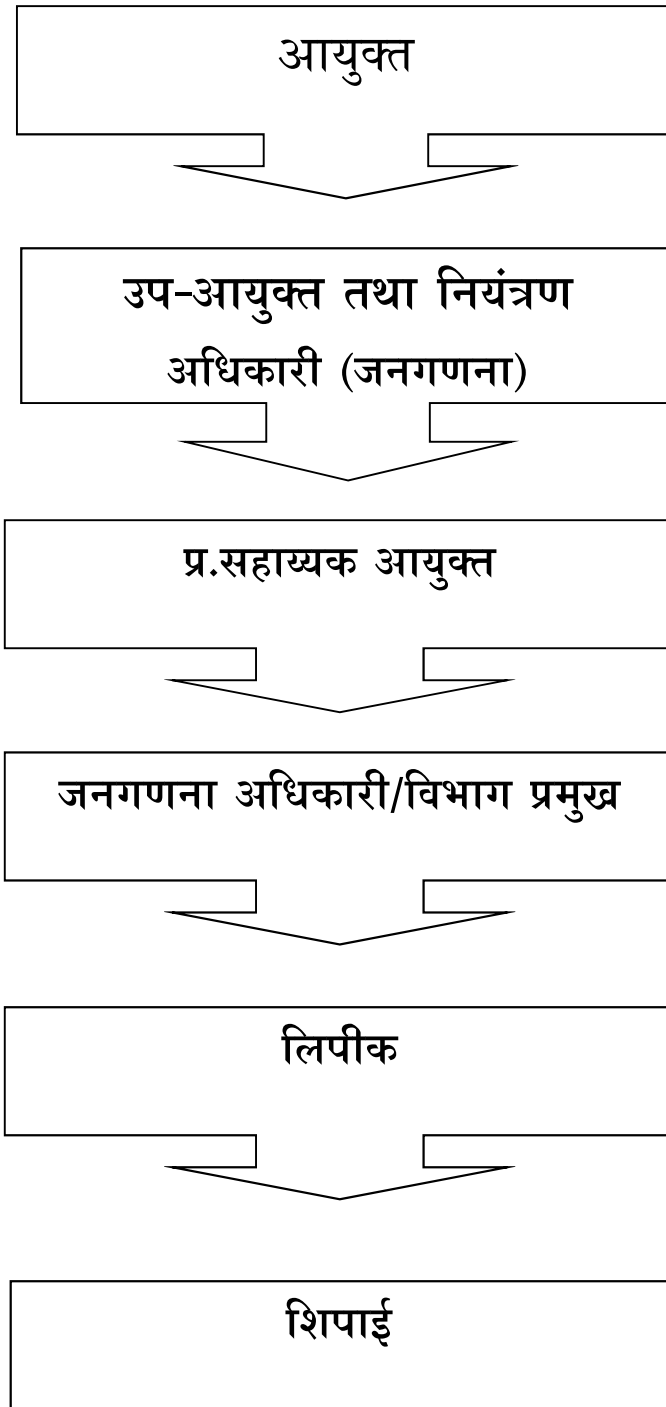 आयुक्त
उप-आयुक्त तथा नियंत्रण
अधिकारी (जनगणना)
प्र.सहाय्यक आयुक्त
जनगणना अधिकारी/विभाग प्रमुख
लिपीक
शिपाई